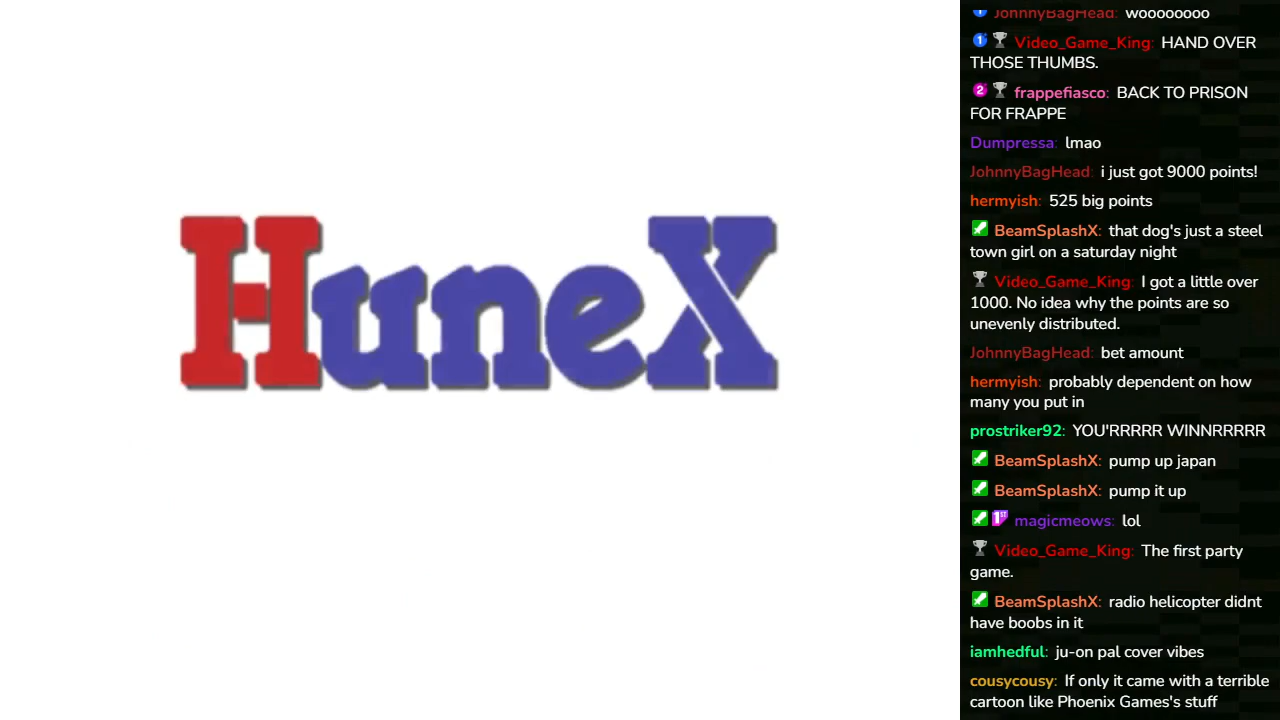 HuneX
JohnnyBagHead: woooooooo
Video_Game_King: HAND OVER
THOSE THUMBS.
frappefiasco: BACK TO PRISON
FOR FRAPPE
Dumpressa: lmao
JohnnyBagHead: i just got 9000 points!
hermyish: 525 big points
BeamSplashX: that dog's just a steel
town girl on a saturday night
Video_Game_King: I got a little over
1000. No idea why the points are so
unevenly distributed.
JohnnyBagHead: bet amount
hermyish: probably dependent on how
many you put in
prostriker92: YOU'RRRRR WINNRRRRR
BeamSplashX: pump up japan
BeamSplashX: pump it up
magicmeows: lol
Video_Game_King: The first party
game.
BeamSplashX: radio helicopter didnt
have boobs in it
iamhedful: ju-on pal cover vibes
cousycousy: If only it came with a terrible
cartoon like Phoenix Games's stuff